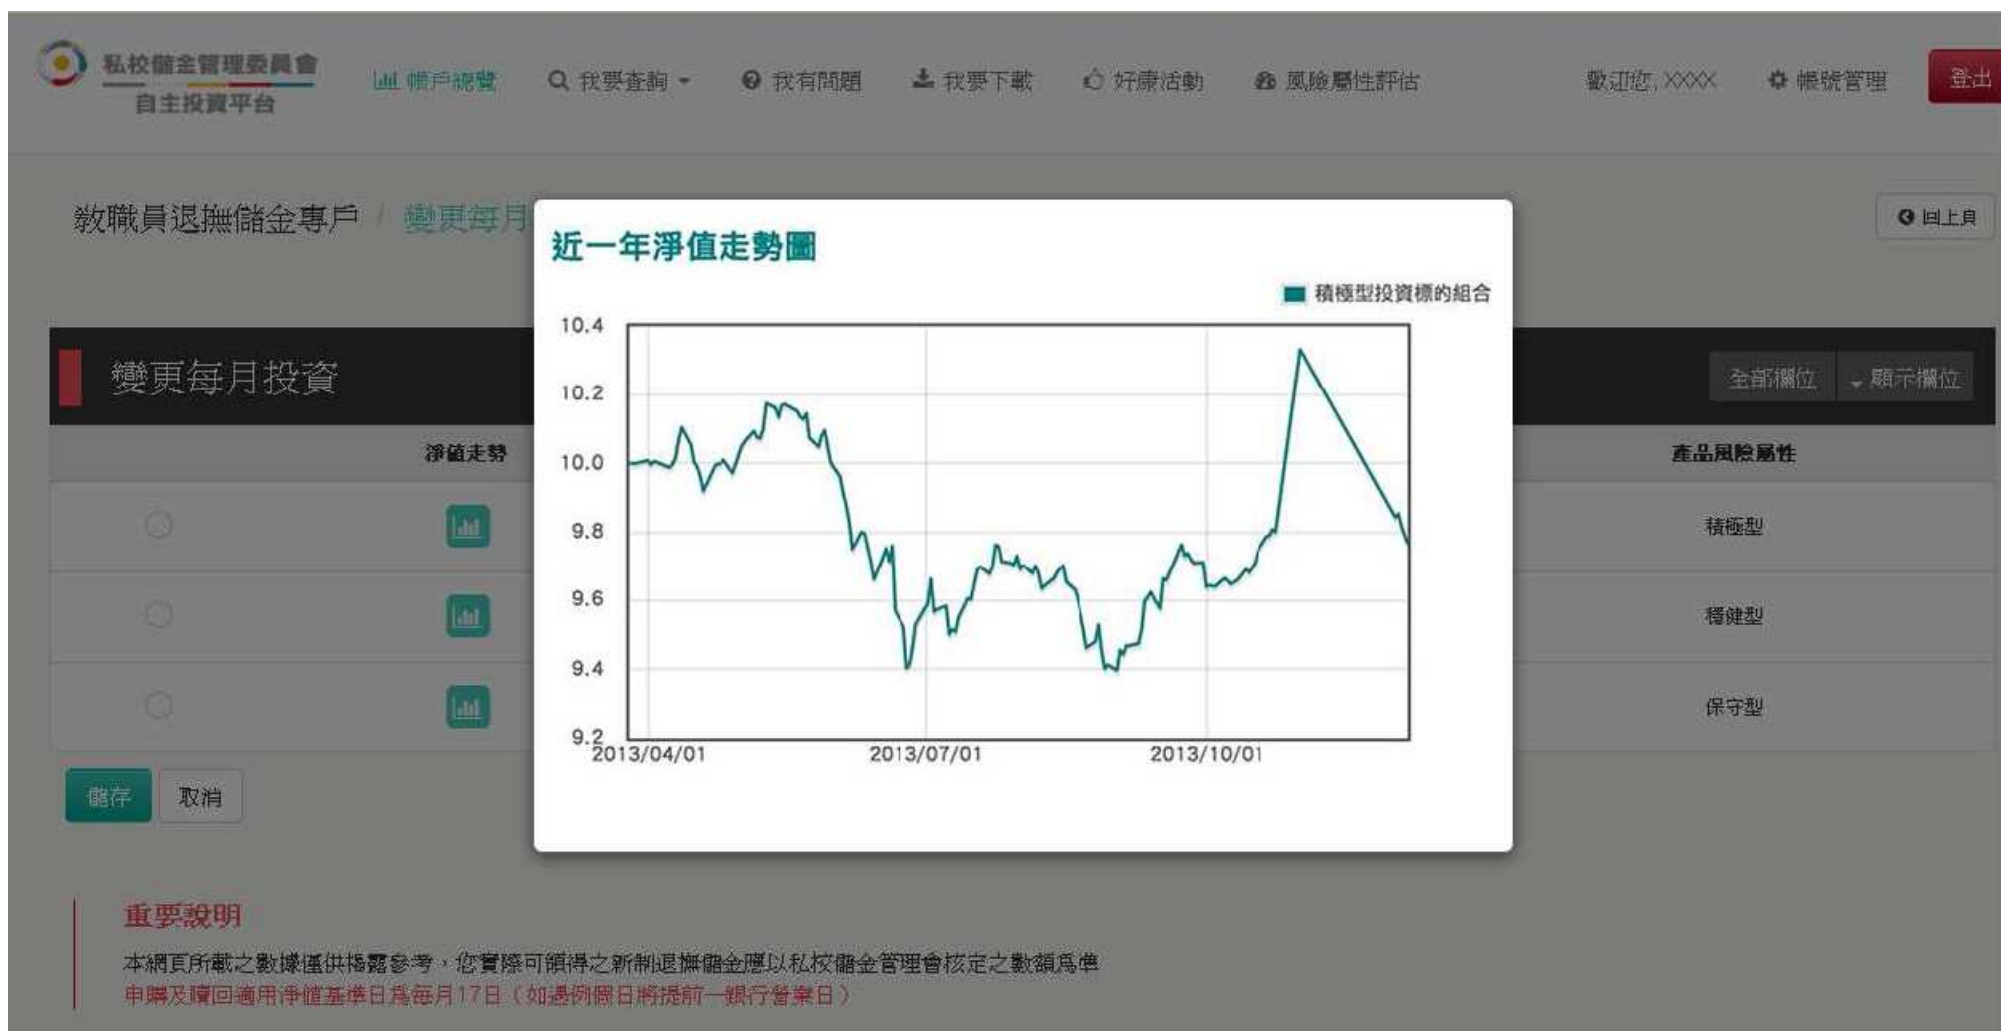 私校儲金管理委員會
自主投資平台
帳戶總覽
我要查詢
我有問題
我要下載
好康活動
風險屬性評估
歡迎您, XXXX
帳號管理
登出
教職員退撫儲金專戶 / 變更每月
回上頁
近一年淨值走勢圖
積極型投資標的組合
變更每月投資
全部欄位
顯示欄位
淨值走勢
產品風險屬性
積極型
穩健型
保守型
10.4
10.2
10.0
9.8
9.6
9.4
9.2
2013/04/01
2013/07/01
2013/10/01
儲存
取消
重要說明
本網頁所載之數據僅供揭露參考，您實際可領得之新制退撫儲金應以私校儲金管理會核定之數額為準
申購及贖回適用淨值基準日為每月17日（如遇例假日將提前一銀行營業日）